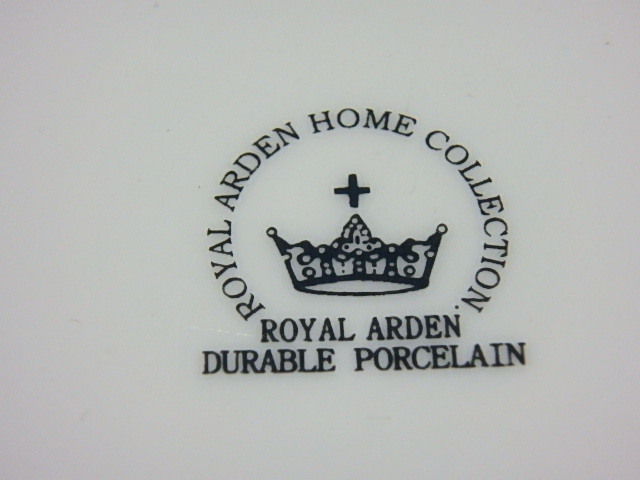 ROYAL ARDEN HOME COLLECTION.
ROYAL ARDEN
DURABLE PORCELAIN